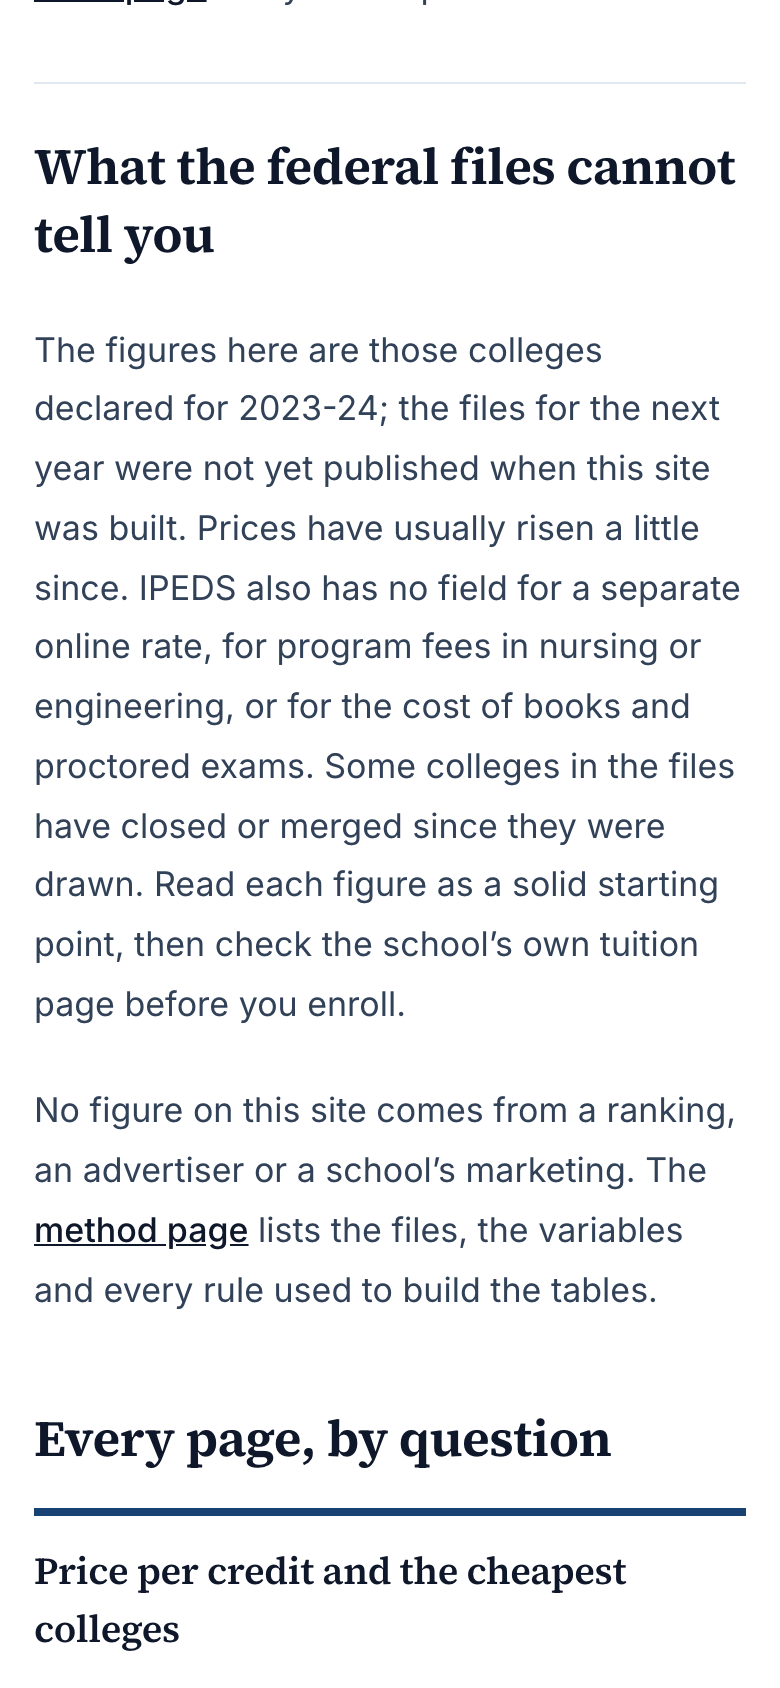 What the federal files cannot
tell you
The figures here are those colleges
declared for 2023-24; the files for the next
year were not yet published when this site
was built. Prices have usually risen a little
since. IPEDS also has no field for a separate
online rate, for program fees in nursing or
engineering, or for the cost of books and
proctored exams. Some colleges in the files
have closed or merged since they were
drawn. Read each figure as a solid starting
point, then check the school’s own tuition
page before you enroll.
No figure on this site comes from a ranking,
an advertiser or a school’s marketing. The
method page lists the files, the variables
and every rule used to build the tables.
Every page, by question
Price per credit and the cheapest
colleges